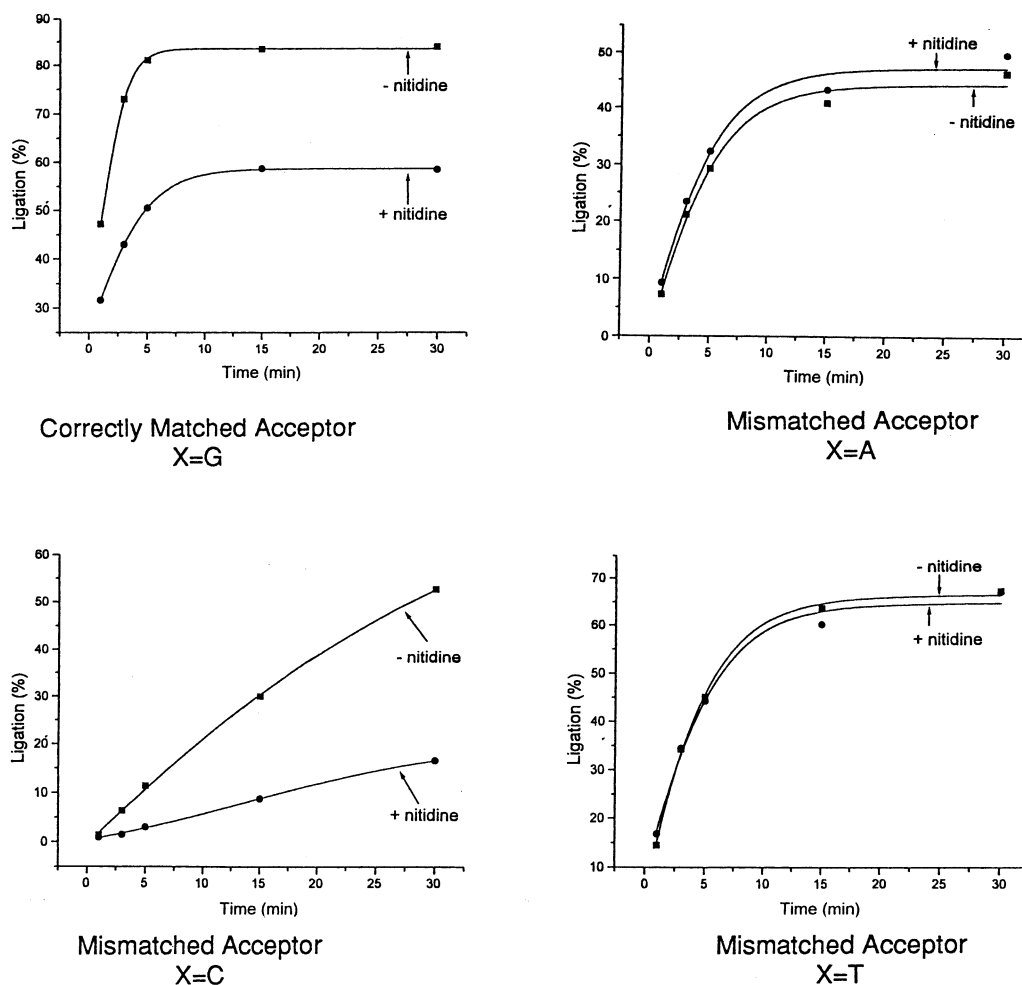 90
80
70
60
50
40
30
Ligation (%)
- nitidine
+ nitidine
0 5 10 15 20 25 30
Time (min)
Correctly Matched Acceptor
X=G
50
40
30
20
10
0
Ligation (%)
+ nitidine
- nitidine
0 5 10 15 20 25 30
Time (min)
Mismatched Acceptor
X=A
60
50
40
30
20
10
0
Ligation (%)
- nitidine
+ nitidine
0 5 10 15 20 25 30
Time (min)
Mismatched Acceptor
X=C
70
60
50
40
30
20
10
Ligation (%)
- nitidine
+ nitidine
0 5 10 15 20 25 30
Time (min)
Mismatched Acceptor
X=T